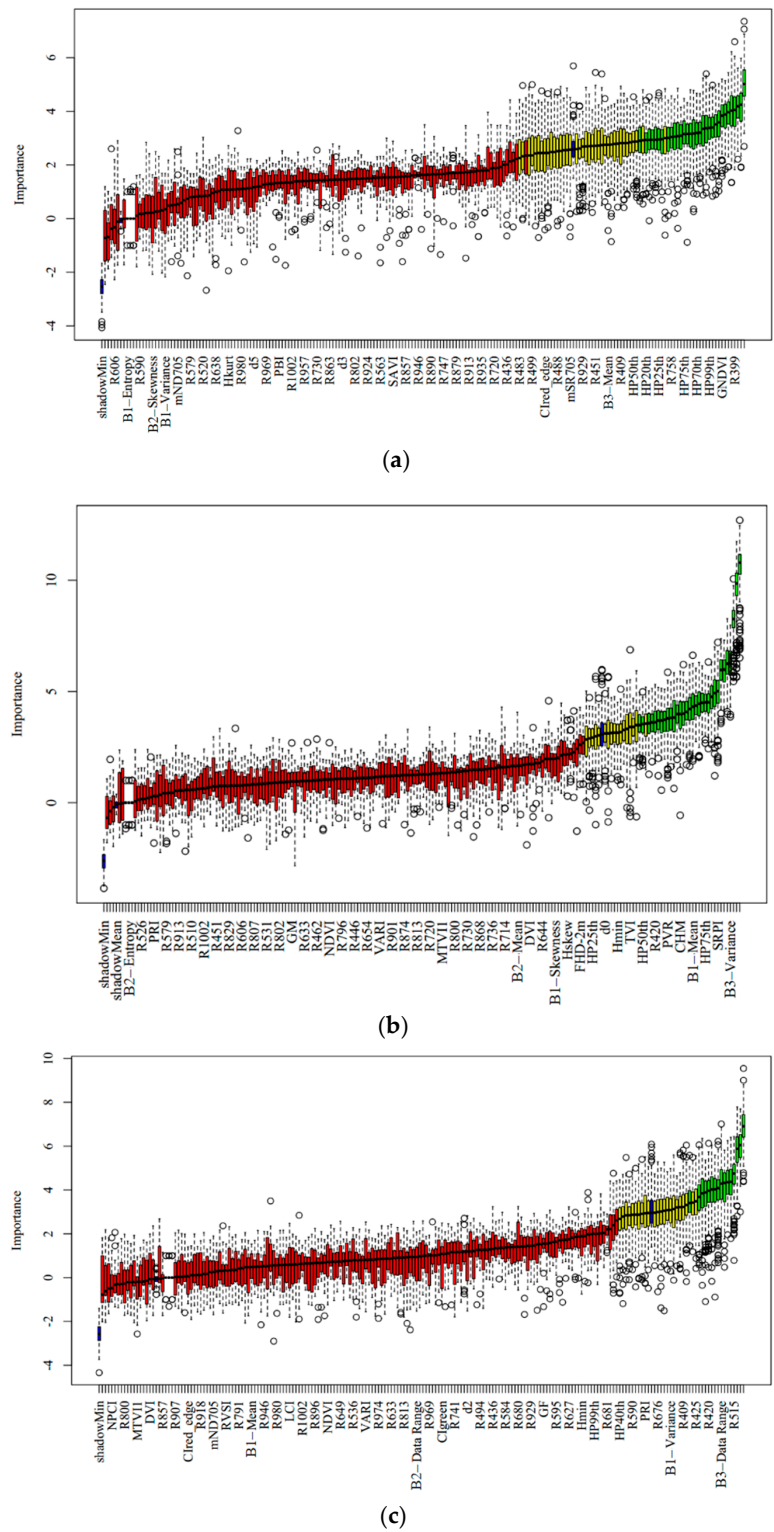 Importance
6
4
2
0
-2
-4
shadowMin
R606
B1−Entropy
R590
B2−Skewness
B1−Variance
mND705
R579
R520
R638
Hkurt
R980
d5
R969
PBI
R1002
R957
R730
R863
d3
R802
R924
R563
SAVI
R857
R946
R890
R747
R879
R913
R935
R720
R436
R483
R499
CIred_edge
R488
mSR705
R929
R451
B3−Mean
R409
HP50th
HP20th
HP25th
R758
HP75th
HP70th
HP99th
GNDVI
R399
(a)
Importance
10
5
0
shadowMin
shadowMean
B2−Entropy
R526
PRI
R579
R913
R510
R1002
R451
R829
R606
R807
R531
R802
GM
R633
R462
NDVI
R796
R446
R654
VARI
R901
R874
R813
R720
MTVI1
R800
R730
R868
R736
R714
B2−Mean
DVI
R644
B1−Skewness
Hskew
FHD−2m
HP25th
d0
Hmin
TVI
HP50th
R420
PVR
CHM
B1−Mean
HP75th
SRPI
B3−Variance
(b)
Importance
10
8
6
4
2
0
-2
-4
shadowMin
NPCI
R800
MTVI1
DVI
R857
R907
CIred_edge
R918
mND705
RVSI
R791
B1−Mean
R946
R980
LCI
R1002
R896
NDVI
R649
R536
VARI
R974
R633
R813
B2−Data Range
R969
CIgreen
R741
d2
R494
R436
R584
R680
R929
GF
R595
R627
Hmin
HP99th
R681
HP40th
R590
PRI
R676
B1−Variance
R409
R425
R420
B3−Data Range
R515
(c)